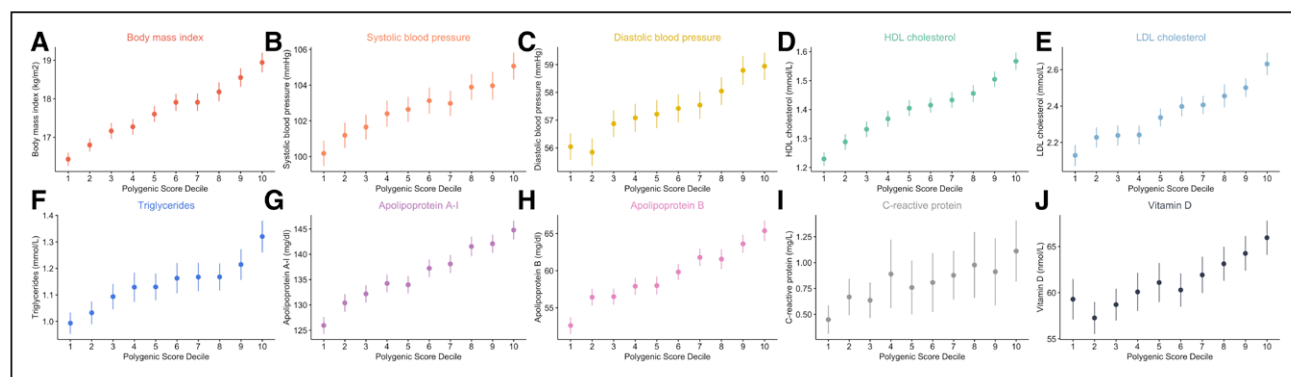 A
Body mass index
Body mass index (kg/m2)
19
18
17
16
1 2 3 4 5 6 7 8 9 10
Polygenic Score Decile
B
Systolic blood pressure
Systolic blood pressure (mmHg)
106
104
102
100
1 2 3 4 5 6 7 8 9 10
Polygenic Score Decile
C
Diastolic blood pressure
Diastolic blood pressure (mmHg)
59
58
57
56
1 2 3 4 5 6 7 8 9 10
Polygenic Score Decile
D
HDL cholesterol
HDL cholesterol (mmol/L)
1.6
1.5
1.4
1.3
1.2
1 2 3 4 5 6 7 8 9 10
Polygenic Score Decile
E
LDL cholesterol
LDL cholesterol (mmol/L)
2.6
2.4
2.2
1 2 3 4 5 6 7 8 9 10
Polygenic Score Decile
F
Triglycerides
Triglycerides (mmol/L)
1.4
1.3
1.2
1.1
1.0
1 2 3 4 5 6 7 8 9 10
Polygenic Score Decile
G
Apolipoprotein A-I
Apolipoprotein A-I (mg/dl)
145
140
135
130
125
1 2 3 4 5 6 7 8 9 10
Polygenic Score Decile
H
Apolipoprotein B
Apolipoprotein B (mg/dl)
65
60
55
1 2 3 4 5 6 7 8 9 10
Polygenic Score Decile
I
C-reactive protein
C-reactive protein (mg/L)
1.25
1.00
0.75
0.50
1 2 3 4 5 6 7 8 9 10
Polygenic Score Decile
J
Vitamin D
Vitamin D (nmol/L)
65
60
55
1 2 3 4 5 6 7 8 9 10
Polygenic Score Decile